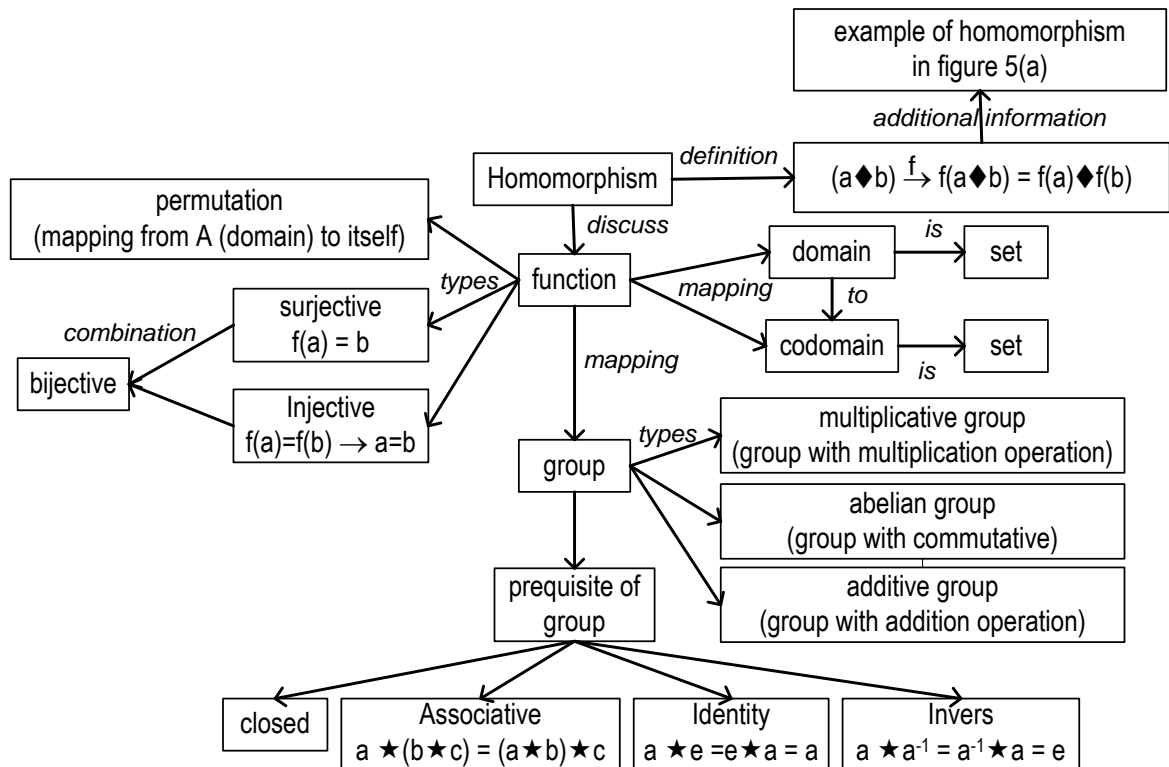 example of homomorphism
in figure 5(a)
additional information
definition
(a♦b) f→ f(a♦b) = f(a)♦f(b)
Homomorphism
permutation
(mapping from A (domain) to itself)
discuss
domain
is
set
function
types
mapping
to
surjective
f(a) = b
combination
codomain
is
set
bijective
mapping
Injective
f(a)=f(b) → a=b
types
multiplicative group
(group with multiplication operation)
group
abelian group
(group with commutative)
prequisite of
group
additive group
(group with addition operation)
closed
Associative
a ★(b★c) = (a★b)★c
Identity
a ★e =e★a = a
Invers
a ★a⁻¹ = a⁻¹★a = e